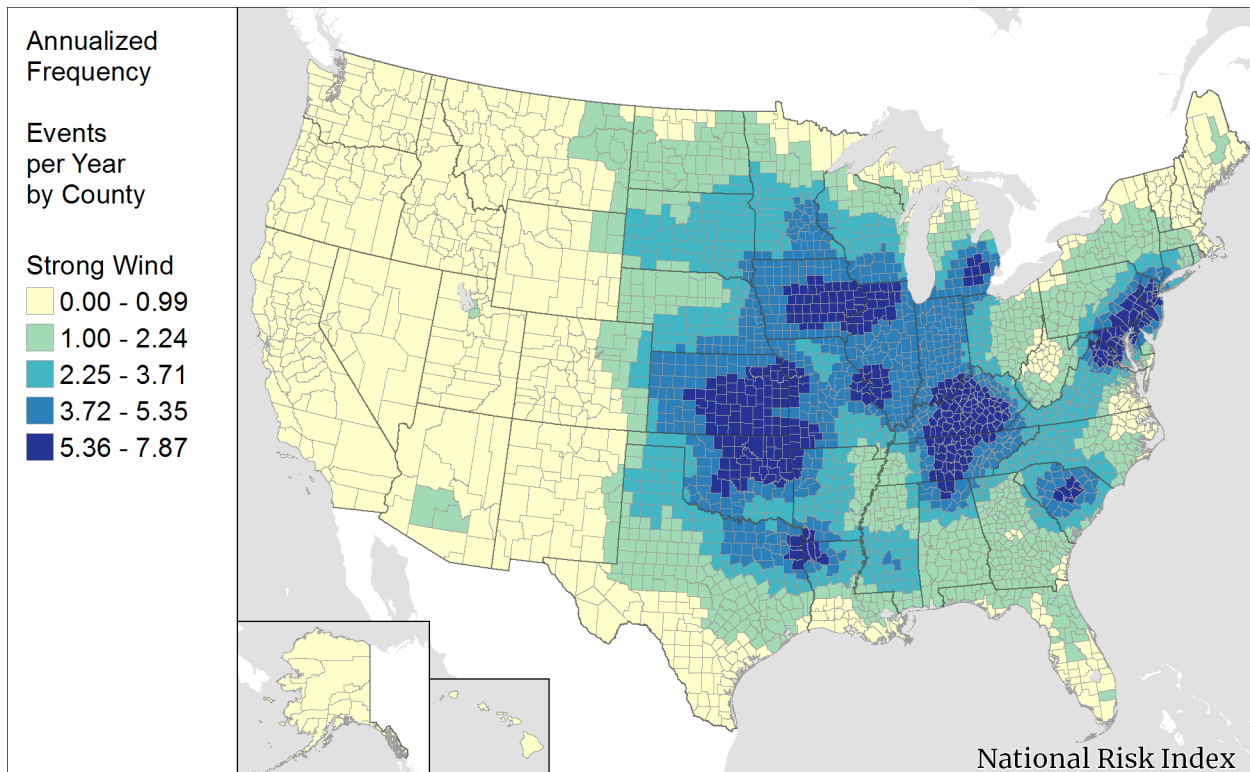 Annualized
Frequency
Events
per Year
by County
Strong Wind
0.00 - 0.99
1.00 - 2.24
2.25 - 3.71
3.72 - 5.35
5.36 - 7.87
National Risk Index